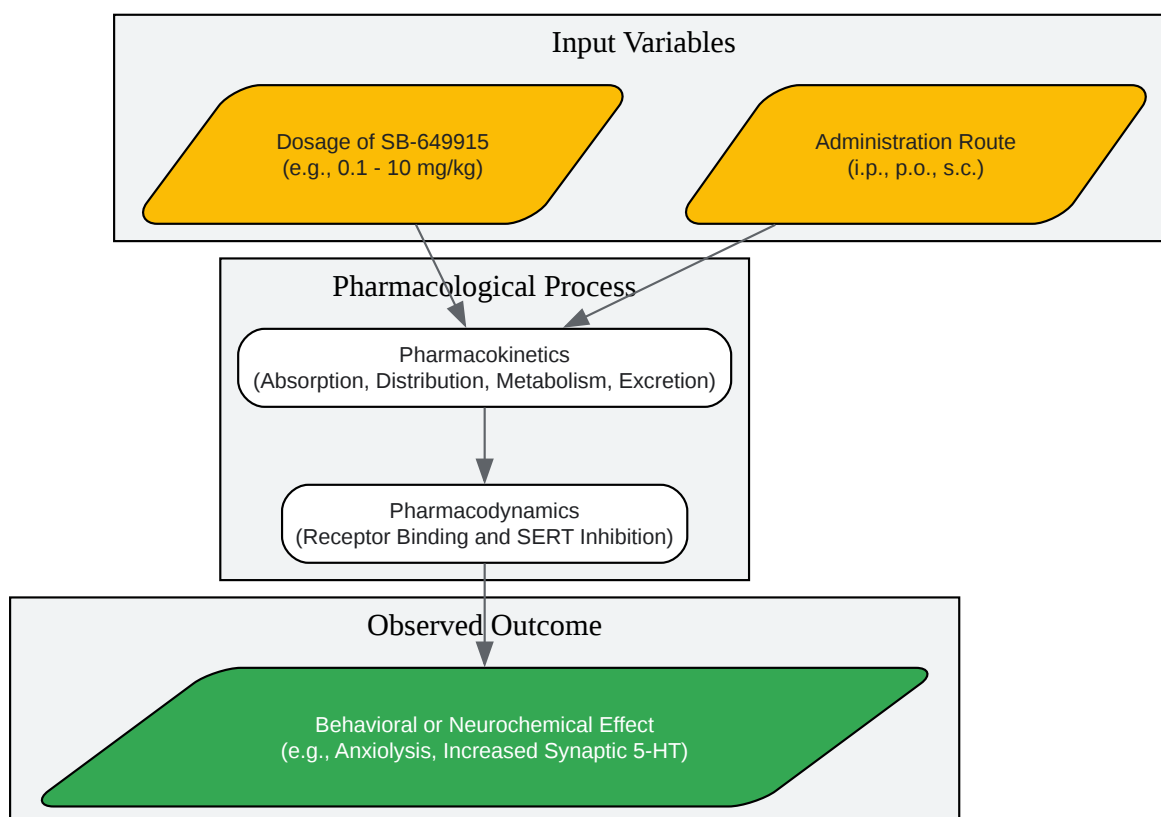 Input Variables
Dosage of SB-649915
(e.g., 0.1 - 10 mg/kg)
Administration Route
(i.p., p.o., s.c.)
Pharmacological Process
Pharmacokinetics
(Absorption, Distribution, Metabolism, Excretion)
Pharmacodynamics
(Receptor Binding and SERT Inhibition)
Observed Outcome
Behavioral or Neurochemical Effect
(e.g., Anxiolysis, Increased Synaptic 5-HT)